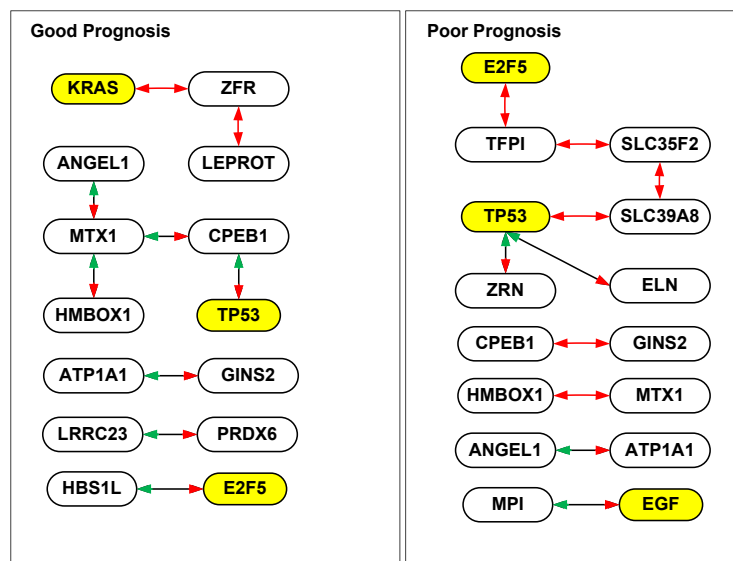 Good Prognosis
KRAS
ZFR
ANGEL1
LEPROT
MTX1
CPEB1
HMBOX1
TP53
ATP1A1
GINS2
LRRC23
PRDX6
HBS1L
E2F5
Poor Prognosis
E2F5
TFPI
SLC35F2
TP53
SLC39A8
ZRN
ELN
CPEB1
GINS2
HMBOX1
MTX1
ANGEL1
ATP1A1
MPI
EGF